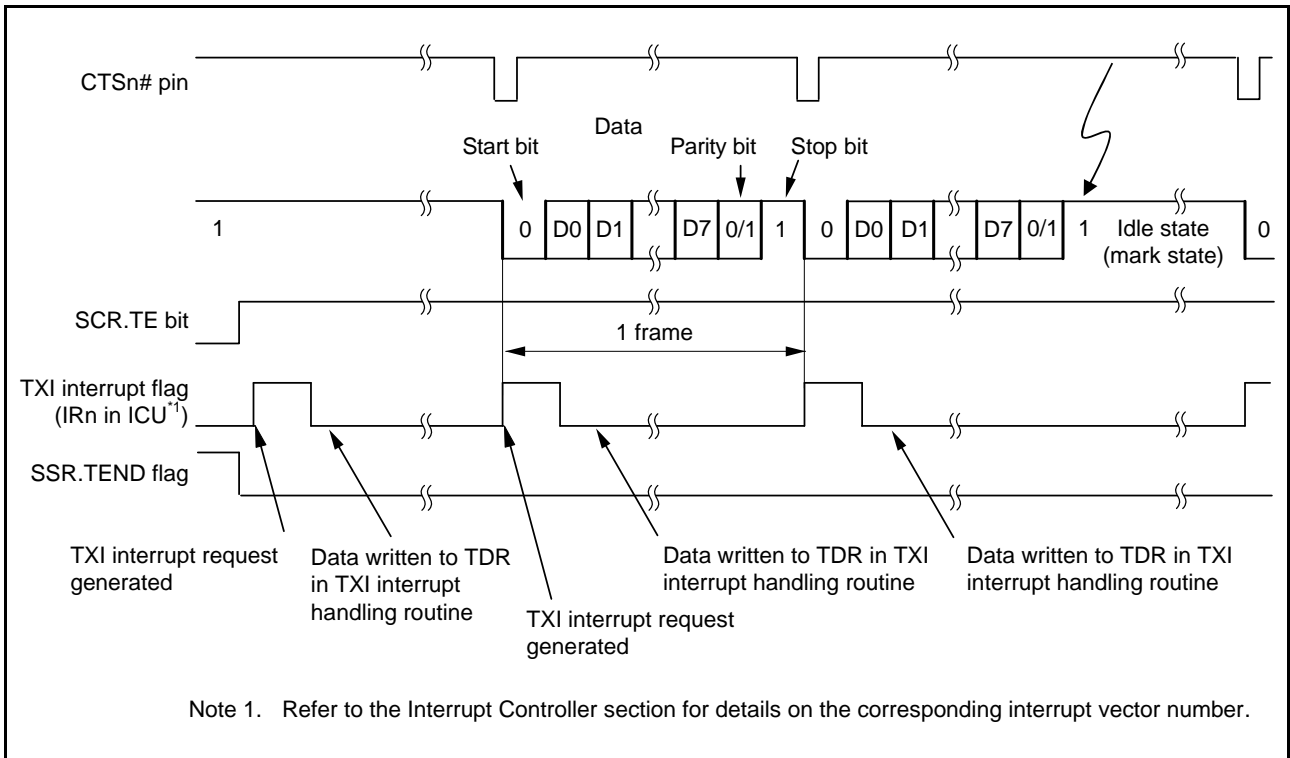 CTSn# pin
Data
Start bit
Parity bit
Stop bit
1
0
D0
D1
D7
0/1
1
0
D0
D1
D7
0/1
1
Idle state
(mark state)
0
SCR.TE bit
1 frame
TXI interrupt flag
(IRn in ICU*1)
SSR.TEND flag
TXI interrupt request
generated
Data written to TDR
in TXI interrupt
handling routine
TXI interrupt request
generated
Data written to TDR in TXI
interrupt handling routine
Data written to TDR in TXI
interrupt handling routine
Note 1. Refer to the Interrupt Controller section for details on the corresponding interrupt vector number.